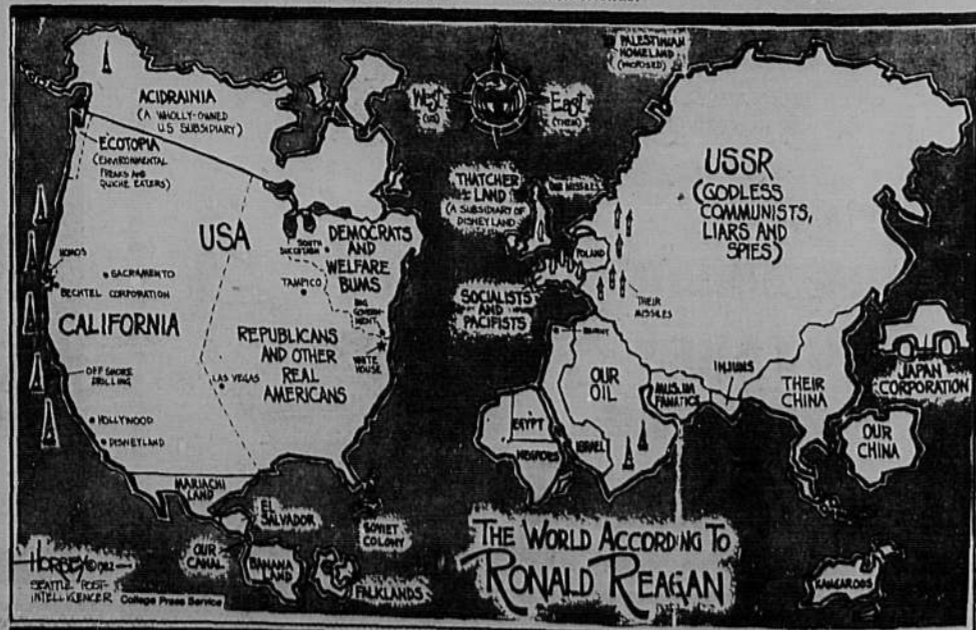 ACIDRAINIA
(A WHOLLY-OWNED
U.S SUBSIDIARY)
ECOTOPIA
(ENVIRONMENTAL
FREAKS AND
QUICHE EATERS)
USA
HOMOS
SACRAMENTO
BECHTEL CORPORATION
CALIFORNIA
OFF SHORE
DRILLING
HOLLYWOOD
DISNEYLAND
LAS VEGAS
SOUTH
DEMOCRATS
AND
WELFARE
BUMS
TAMPICO
BIG
GOVERN-
MENT
WHITE
HOUSE
REPUBLICANS
AND OTHER
REAL
AMERICANS
MARIACHI
LAND
EL
SALVADOR
OUR
CANAL
BANANA
LAND
SOVIET
COLONY
FALKLANDS
West
(US)
East
(THEM)
PALESTINIAN
HOMELAND
(PROPOSED)
THATCHER
LAND
(A SUBSIDIARY OF
DISNEYLAND
OUR MISSILES
POLAND
SOCIALISTS
AND
PACIFISTS
THEIR
MISSILES
USSR
(GODLESS
COMMUNISTS,
LIARS AND
SPIES)
BEIRUT
OUR
OIL
EGYPT
NEGROES
ISRAEL
MUSLIM
FANATICS
INJUNS
THEIR
CHINA
JAPAN
CORPORATION
OUR
CHINA
KANGAROOS
THE WORLD ACCORDING TO
RONALD REAGAN
HORSEY © 1982
SEATTLE POST-
INTELLIGENCER College Press Service